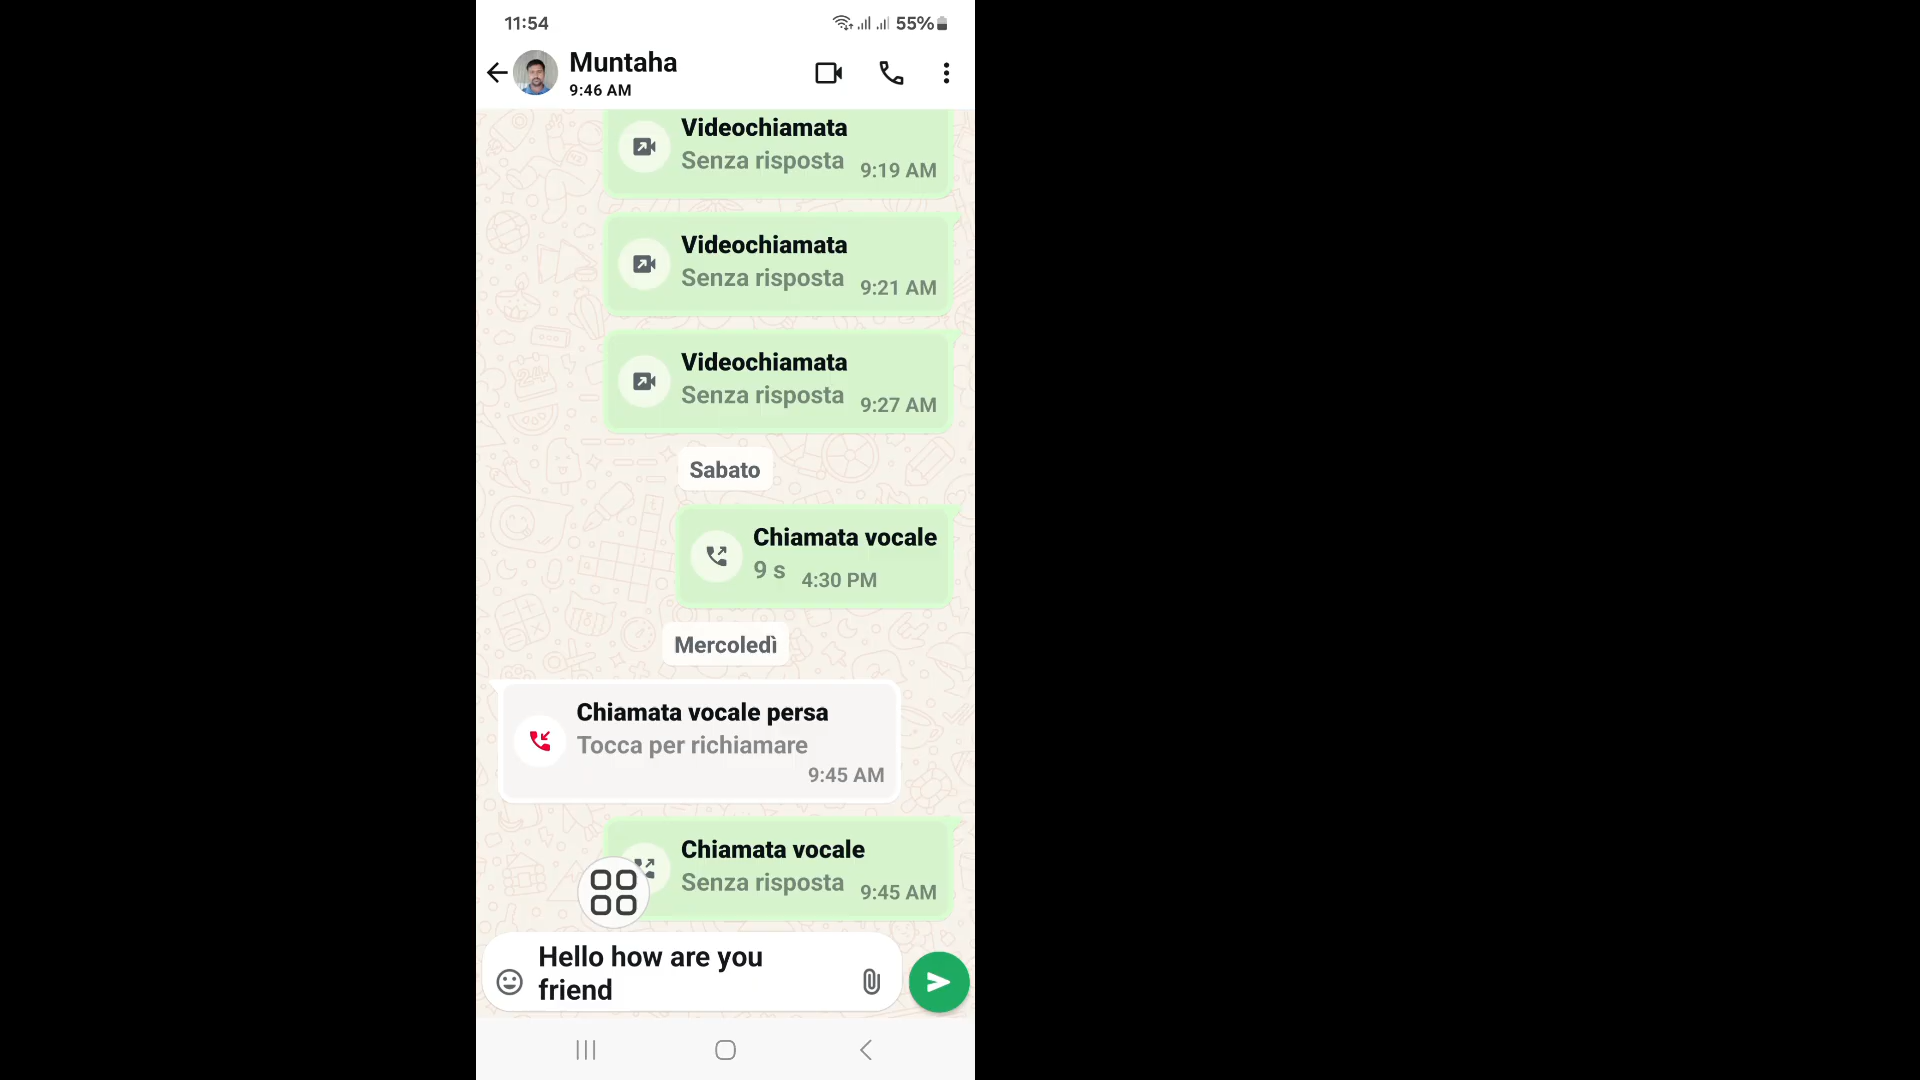 11:54
55%
Muntaha
9:46 AM
Videochiamata
Senza risposta 9:19 AM
Videochiamata
Senza risposta 9:21 AM
Videochiamata
Senza risposta 9:27 AM
Sabato
Chiamata vocale
9 s 4:30 PM
Mercoledì
Chiamata vocale persa
Tocca per richiamare
9:45 AM
Chiamata vocale
Senza risposta 9:45 AM
Hello how are you
friend